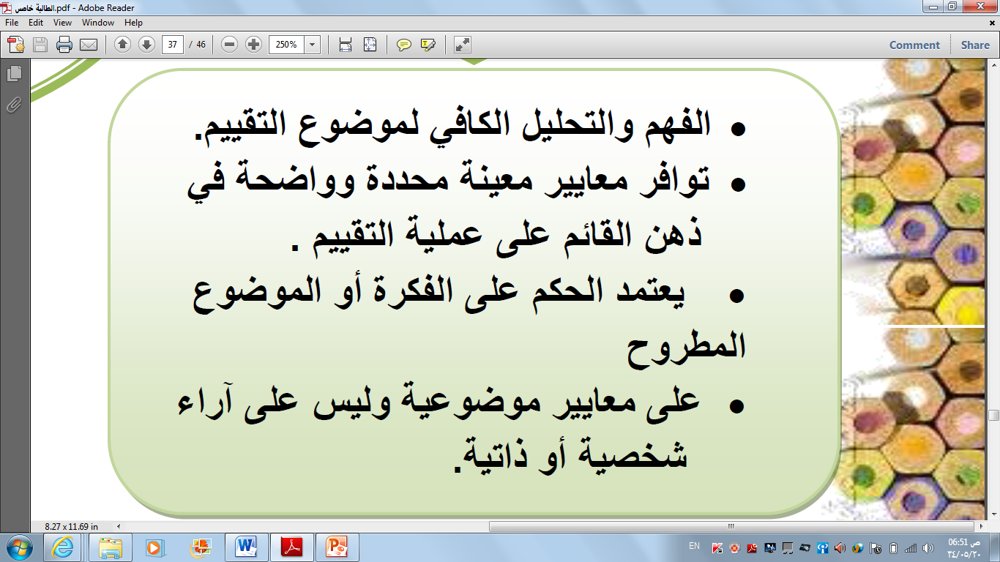 الطالبة خامس.pdf - Adobe Reader
File Edit View Window Help
37 / 46 250% Comment Share
• الفهم والتحليل الكافي لموضوع التقييم.
• توافر معايير معينة محددة وواضحة في
ذهن القائم على عملية التقييم .
• يعتمد الحكم على الفكرة أو الموضوع
المطروح
• على معايير موضوعية وليس على آراء
شخصية أو ذاتية.
8.27 x 11.69 in
EN 06:51 ص
٣٤/٠٥/٢٠